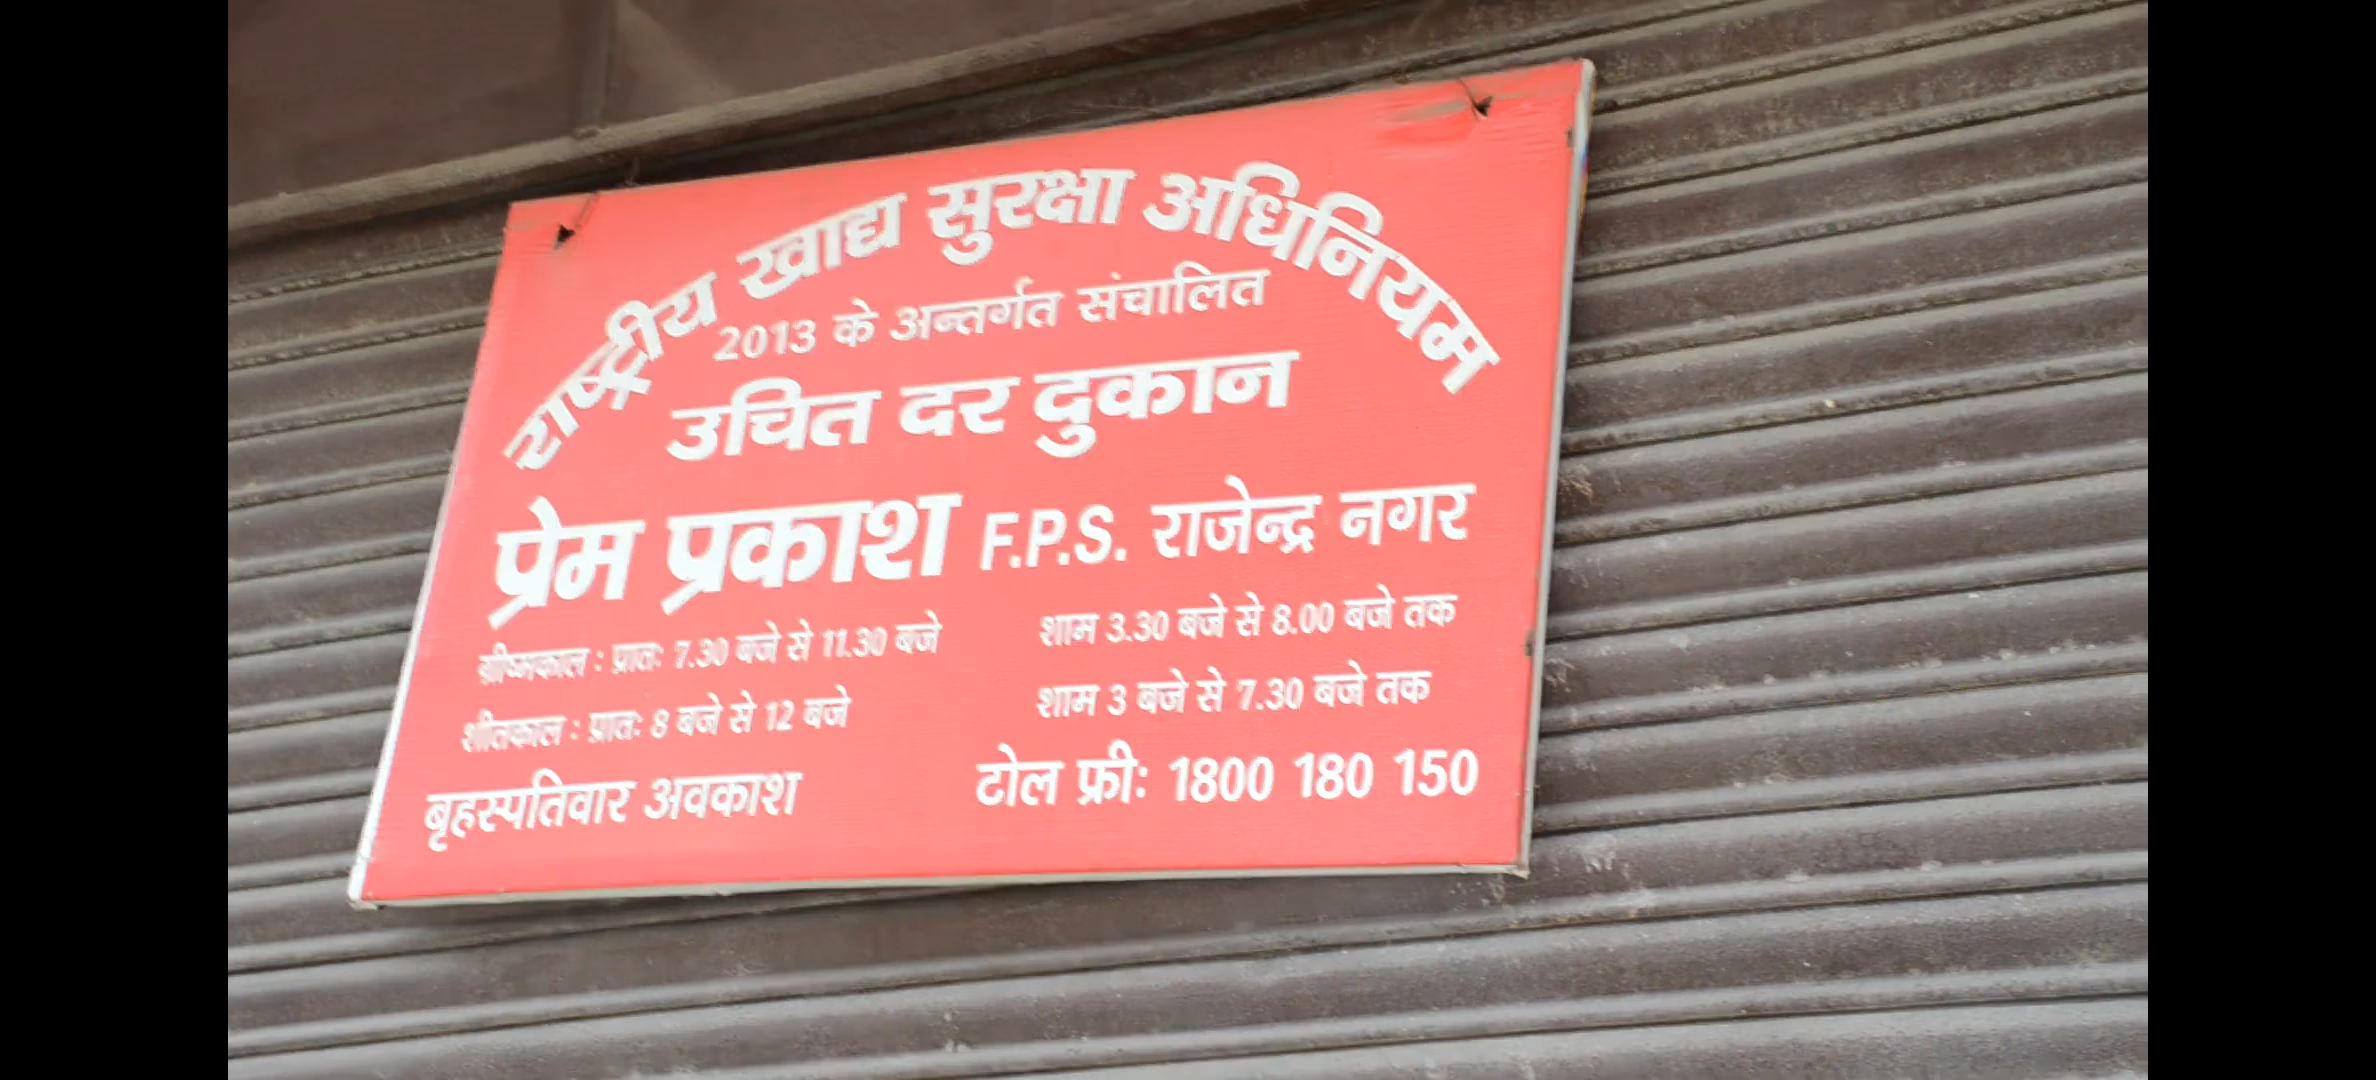 राष्ट्रीय खाद्य सुरक्षा अधिनियम
2013 के अन्तर्गत संचालित
उचित दर दुकान
प्रेम प्रकाश F.P.S. राजेन्द्र नगर
ग्रीष्मकाल : प्रातः 7.30 बजे से 11.30 बजे शाम 3.30 बजे से 8.00 बजे तक
शीतकाल : प्रातः 8 बजे से 12 बजे शाम 3 बजे से 7.30 बजे तक
बृहस्पतिवार अवकाश टोल फ्रीः 1800 180 150